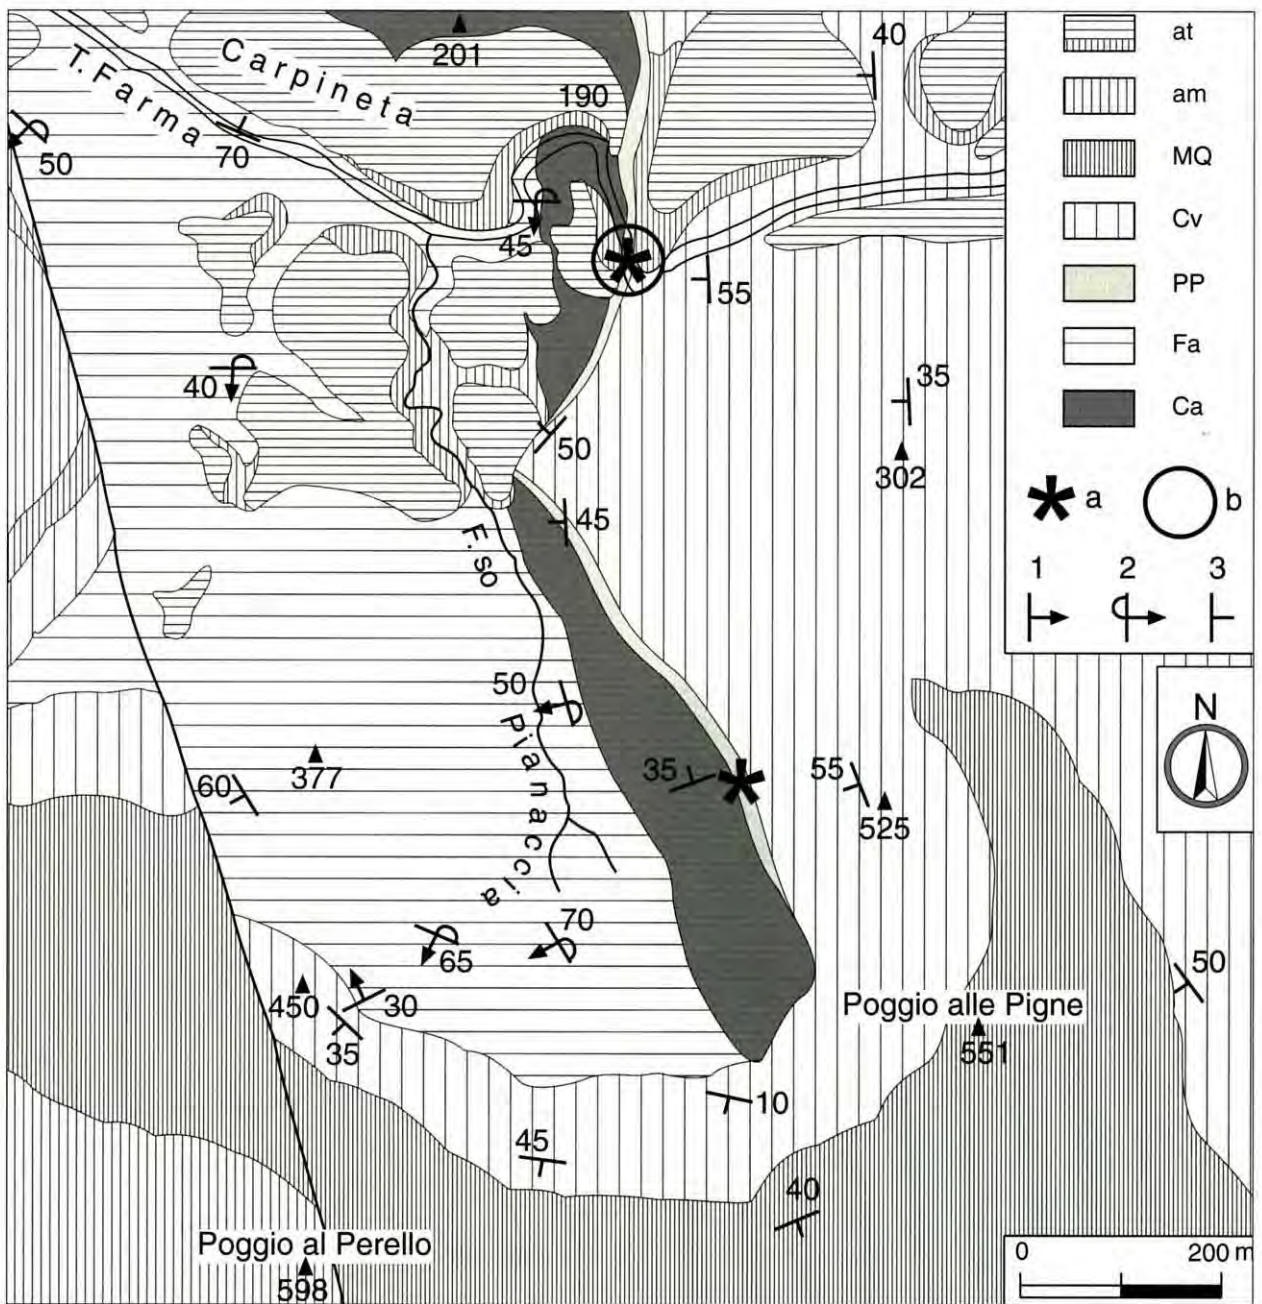 201
190
40
Carpineta
T. Farma
70
50
45
55
40
35
302
50
45
F.so Pianaccia
50
377
60
35
55
525
70
65
450
30
35
Poggio alle Pigne
551
50
10
45
40
Poggio al Perello
598
at
am
MQ
Cv
PP
Fa
Ca
a
b
1
2
3
N
0
200 m